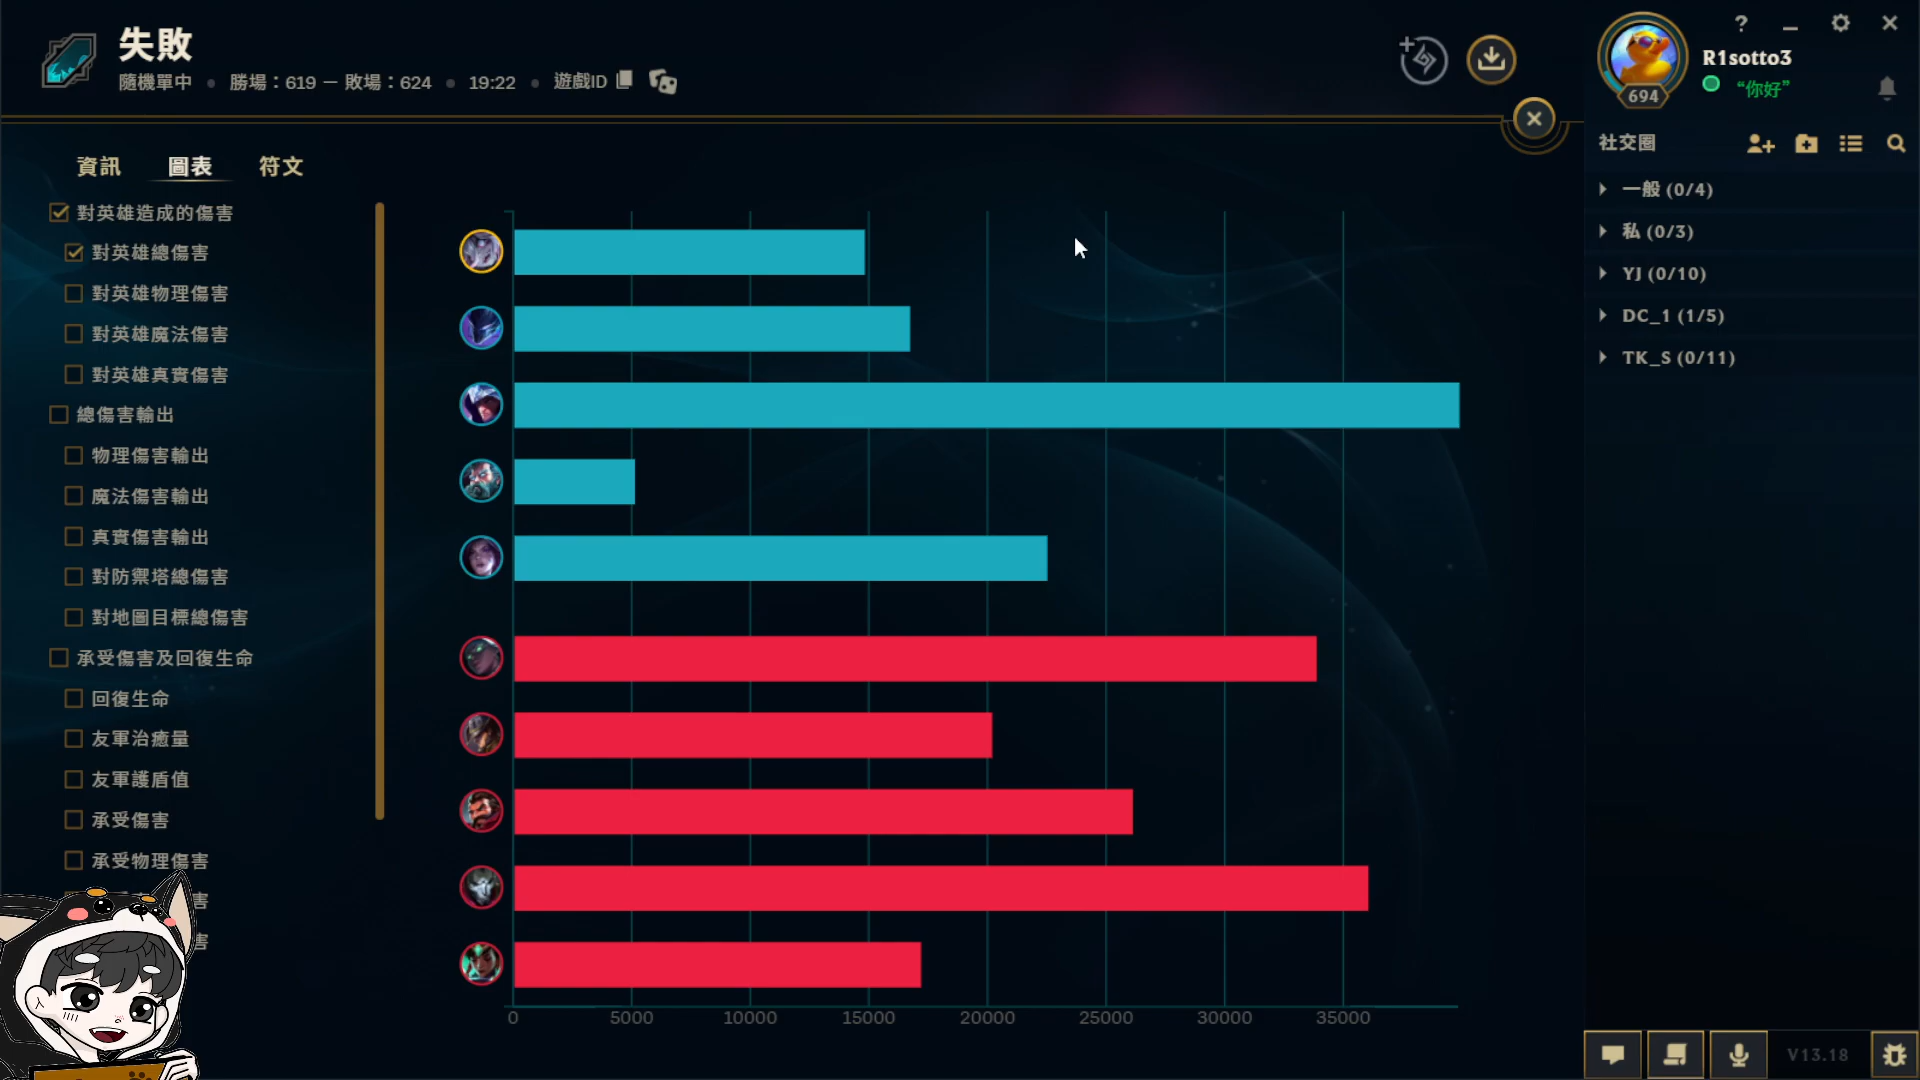 失敗
隨機單中 • 勝場：619 － 敗場：624 • 19:22 • 遊戲ID
資訊 圖表 符文
對英雄造成的傷害
對英雄總傷害
對英雄物理傷害
對英雄魔法傷害
對英雄真實傷害
總傷害輸出
物理傷害輸出
魔法傷害輸出
真實傷害輸出
對防禦塔總傷害
對地圖目標總傷害
承受傷害及回復生命
回復生命
友軍治癒量
友軍護盾值
承受傷害
承受物理傷害
害
害
0 5000 10000 15000 20000 25000 30000 35000
694
R1sotto3
“你好”
社交圈
一般 (0/4)
私 (0/3)
YJ (0/10)
DC_1 (1/5)
TK_S (0/11)
V13.18